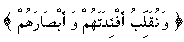 ﴿ وَنُقَلِّبُ أَفْئِدَتَهُمْ وَ أَبْصَارَهُمْ ﴾